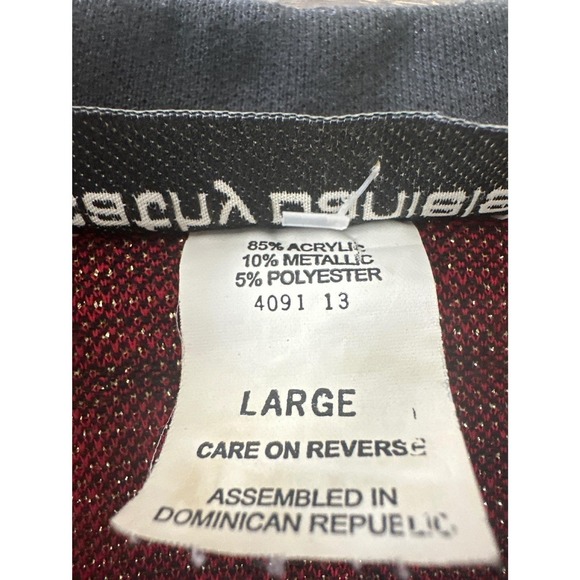 85% ACRYLIC
10% METALLIC
5% POLYESTER
4091 13
LARGE
CARE ON REVERSE
ASSEMBLED IN
DOMINICAN REPUBLIC